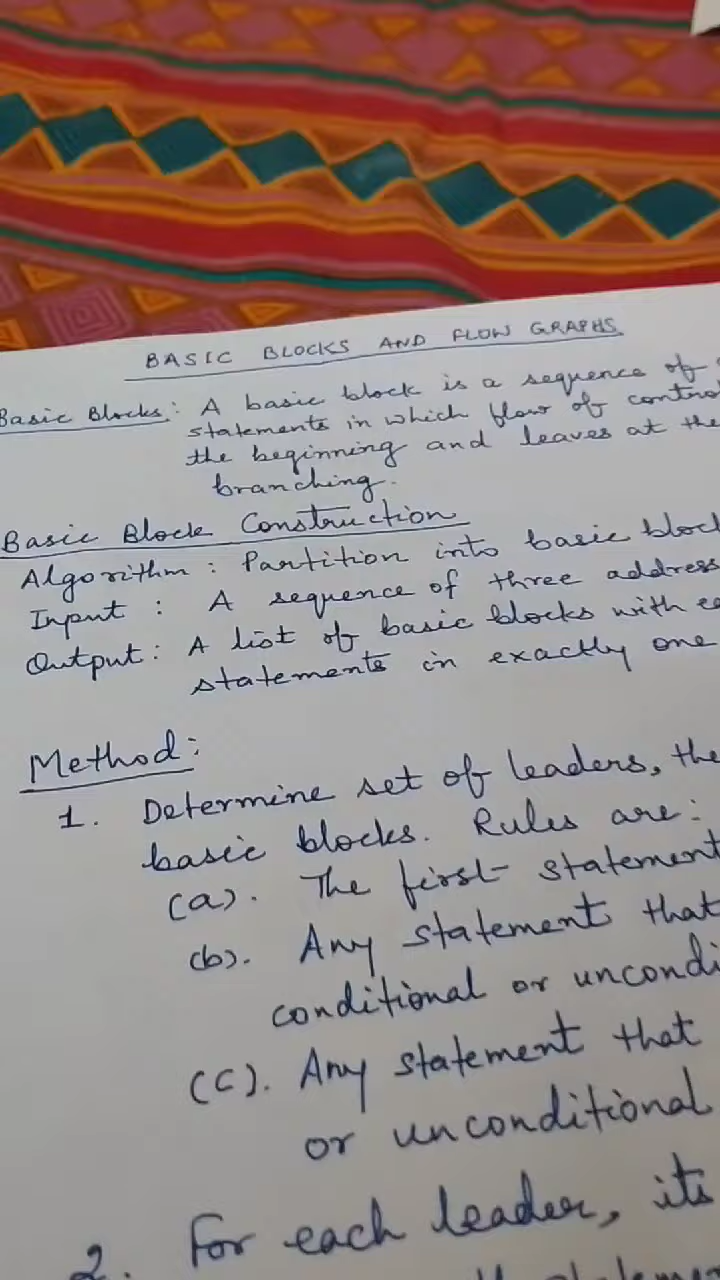 BASIC BLOCKS AND FLOW GRAPHS
Basic Blocks: A basic block is a sequence of
statements in which flow of contro
the beginning and leaves at the
branching.
Basic Block Construction
Algorithm: Partition into basic block
Input : A sequence of three address
Output: A list of basic blocks with
statements in exactly one
Method:
1. Determine set of leaders, the
basic blocks. Rules are:
(a). The first statement
(b). Any statement that
conditional or uncondi
(c). Any statement that
or unconditional
2. For each leader, its